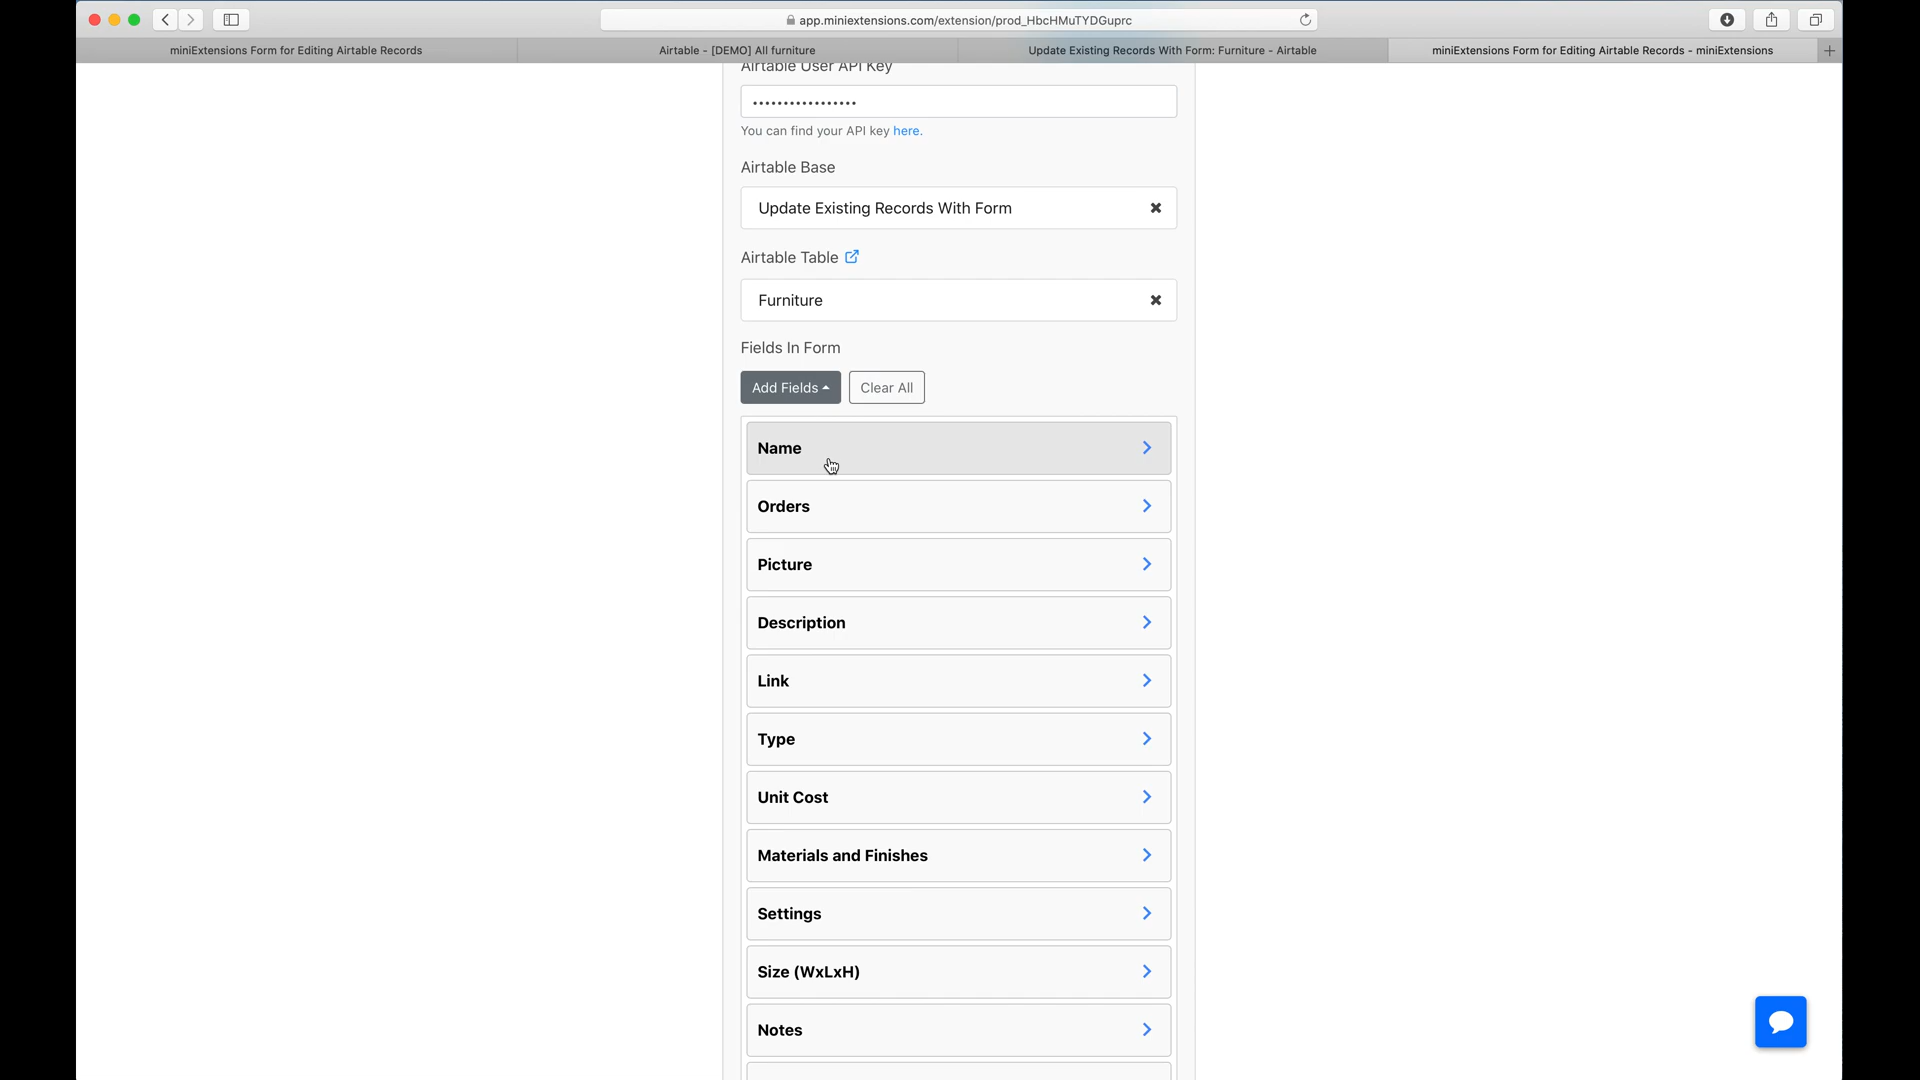 app.miniextensions.com/extension/prod_HbcHMuTYDGuprc
miniExtensions Form for Editing Airtable Records
Airtable - [DEMO] All furniture
Update Existing Records With Form: Furniture - Airtable
miniExtensions Form for Editing Airtable Records - miniExtensions
Airtable User API Key
•••••••••••••••••
You can find your API key here.
Airtable Base
Update Existing Records With Form
Airtable Table
Furniture
Fields In Form
Add Fields
Clear All
Name
Orders
Picture
Description
Link
Type
Unit Cost
Materials and Finishes
Settings
Size (WxLxH)
Notes